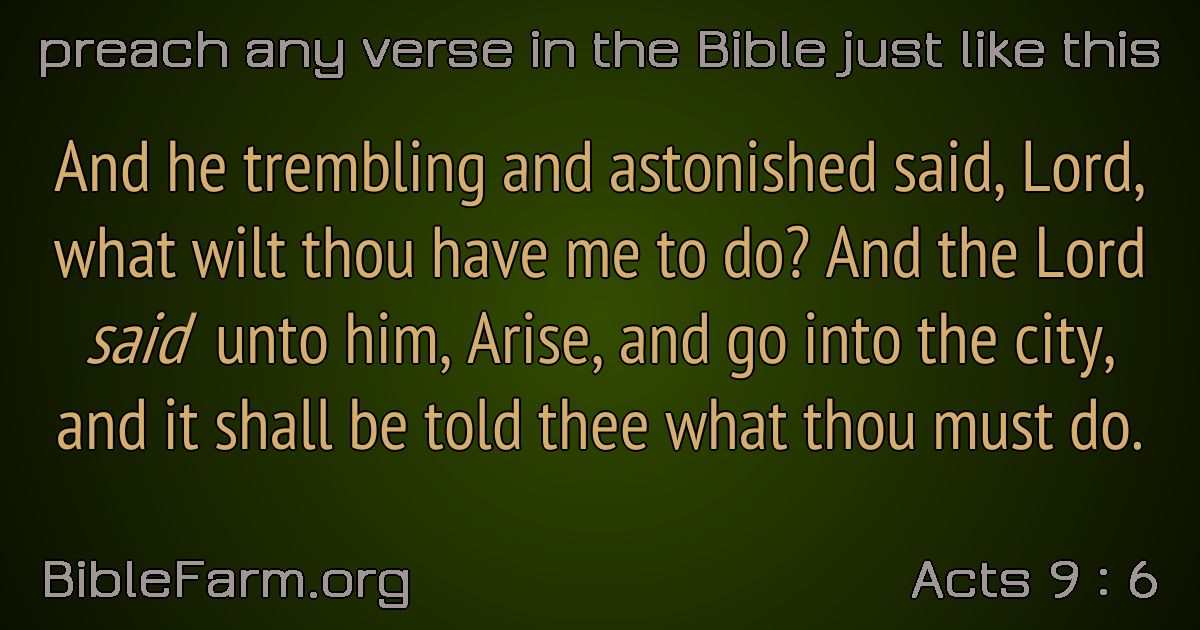 preach any verse in the Bible just like this
And he trembling and astonished said, Lord,
what wilt thou have me to do? And the Lord
said unto him, Arise, and go into the city,
and it shall be told thee what thou must do.
BibleFarm.org
Acts 9 : 6